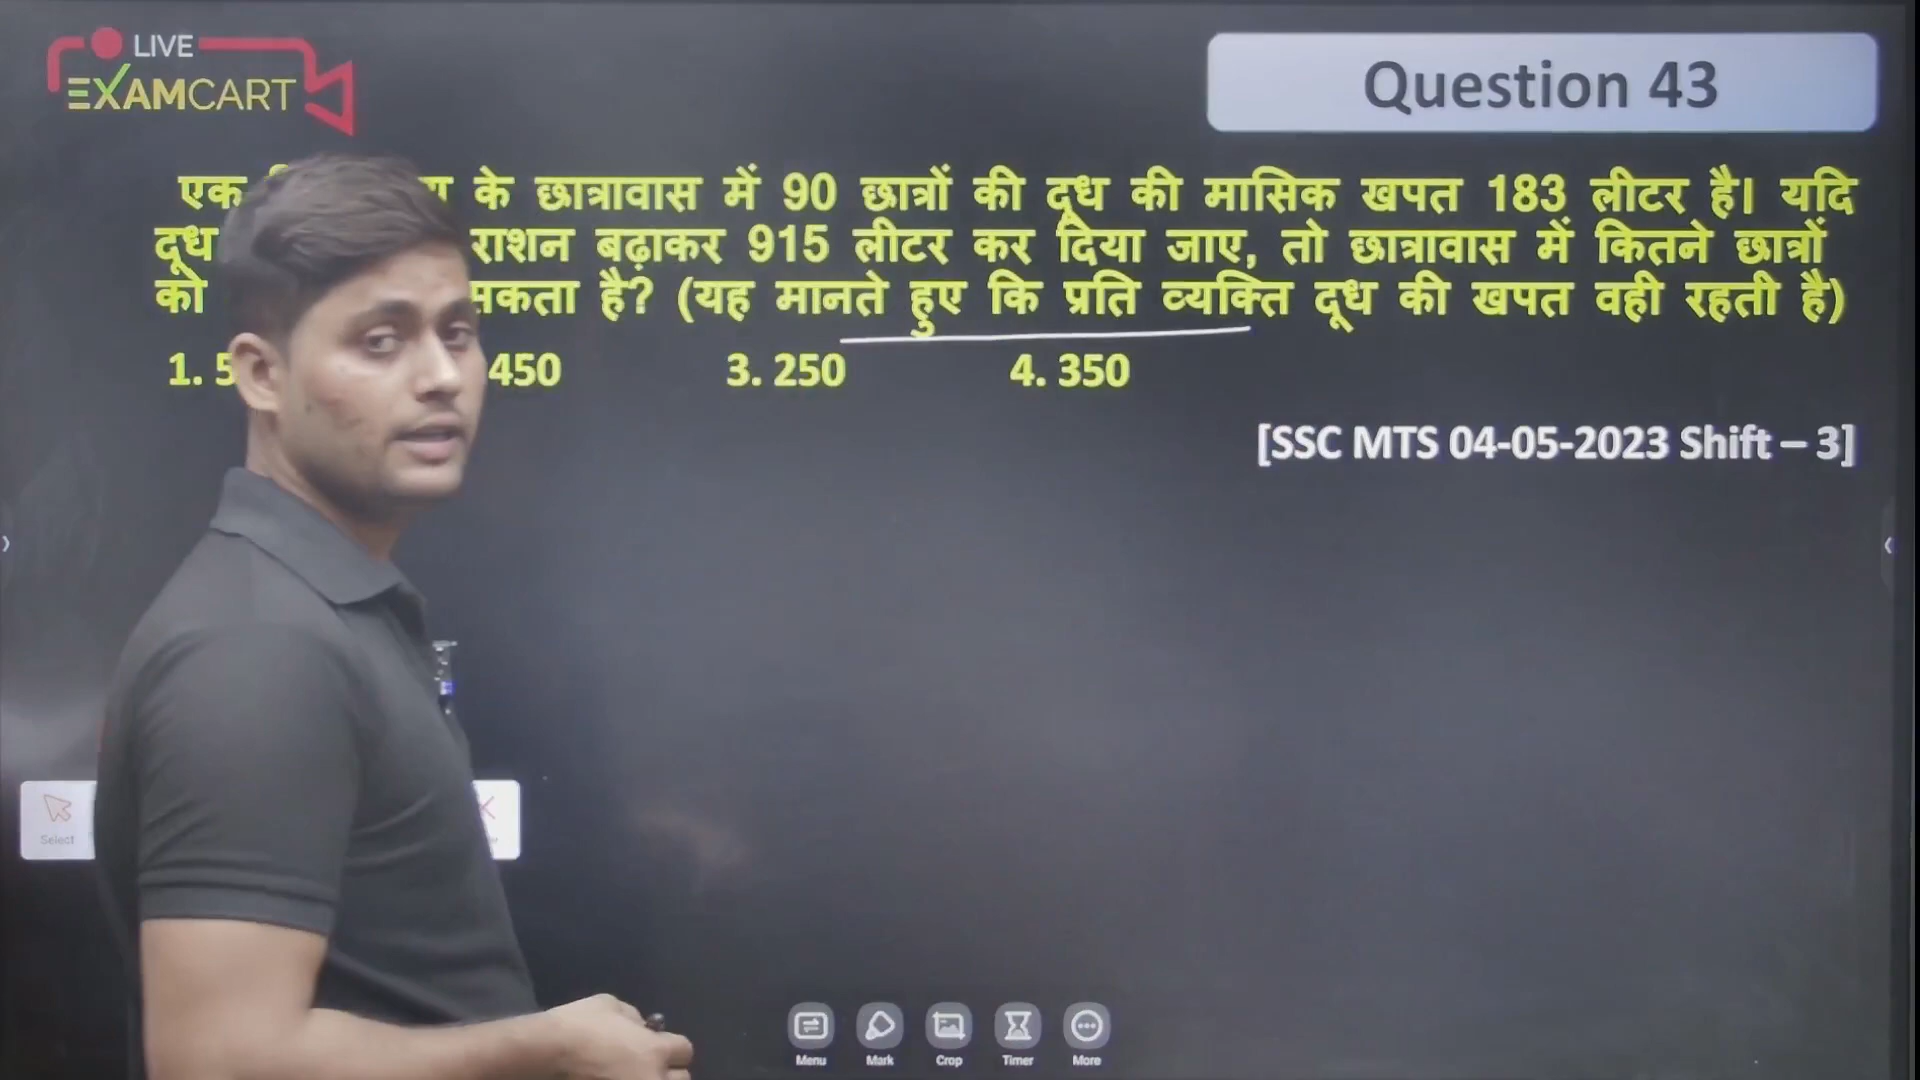 LIVE
EXAMCART
Question 43
एक के छात्रावास में 90 छात्रों की दूध की मासिक खपत 183 लीटर है। यदि
दूध राशन बढ़ाकर 915 लीटर कर दिया जाए, तो छात्रावास में कितने छात्रों
को सकता है? (यह मानते हुए कि प्रति व्यक्ति दूध की खपत वही रहती है)
1. 450 3. 250 4. 350
[SSC MTS 04-05-2023 Shift – 3]
Select
Menu Mark Crop Timer More